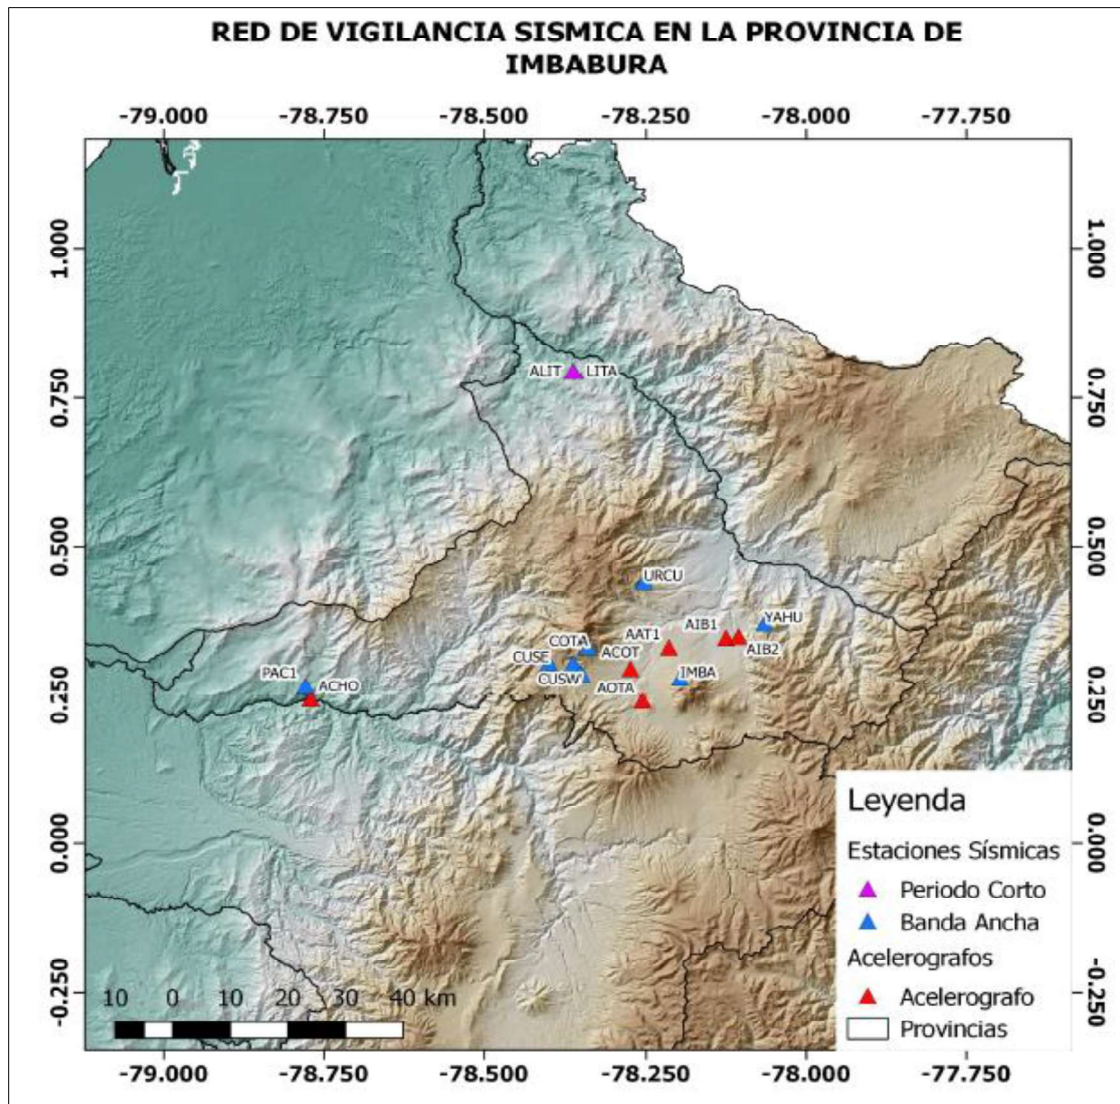 RED DE VIGILANCIA SISMICA EN LA PROVINCIA DE
IMBABURA
-79.000 -78.750 -78.500 -78.250 -78.000 -77.750
1.000 1.000
ALIT LITA
0.750 0.750
0.500 0.500
URCU
YAHU
AIB1
AAT1
COTA
AIB2
ACOT
CUSE
PAC1
IMBA
CUSW
ACHO
AOTA
0.250 0.250
Leyenda
0.000 0.000
Estaciones Sísmicas
Periodo Corto
Banda Ancha
Acelerografos
-0.250 -0.250
Acelerografo
10 0 10 20 30 40 km
Provincias
-79.000 -78.750 -78.500 -78.250 -78.000 -77.750